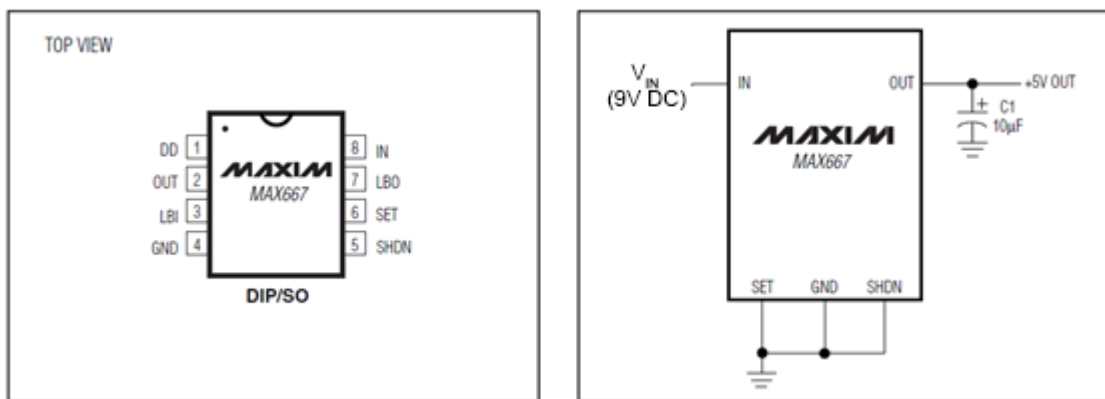 TOP VIEW
DD 1
OUT 2
LBI 3
GND 4
MAXIM
MAX667
8 IN
7 LBO
6 SET
5 SHDN
DIP/SO
VIN
(9V DC)
IN
OUT
+5V OUT
C1
10µF
+
MAXIM
MAX667
SET GND SHDN